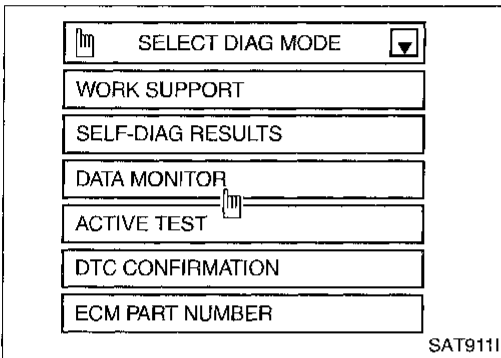 SELECT DIAG MODE
WORK SUPPORT
SELF-DIAG RESULTS
DATA MONITOR
ACTIVE TEST
DTC CONFIRMATION
ECM PART NUMBER
SAT911I